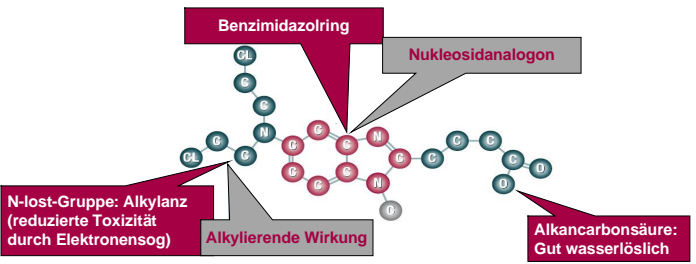 Benzimidazolring
Nukleosidanalogon
CL
C
C
N
C
C
CL
C
C
C
C
C
C
N
C
N
C
C
C
C
C
O
O
N-lost-Gruppe: Alkylanz
(reduzierte Toxizität
durch Elektronensog)
Alkylierende Wirkung
Alkancarbonsäure:
Gut wasserlöslich